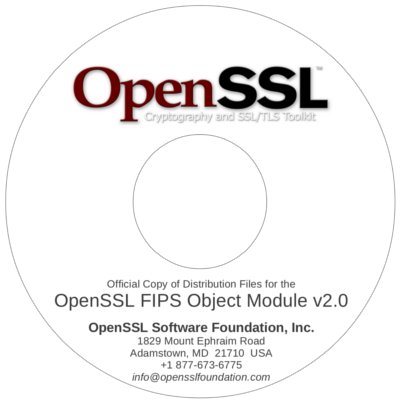 OpenSSL™
Cryptography and SSL/TLS Toolkit
Official Copy of Distribution Files for the
OpenSSL FIPS Object Module v2.0
OpenSSL Software Foundation, Inc.
1829 Mount Ephraim Road
Adamstown, MD  21710  USA
+1 877-673-6775
info@opensslfoundation.com